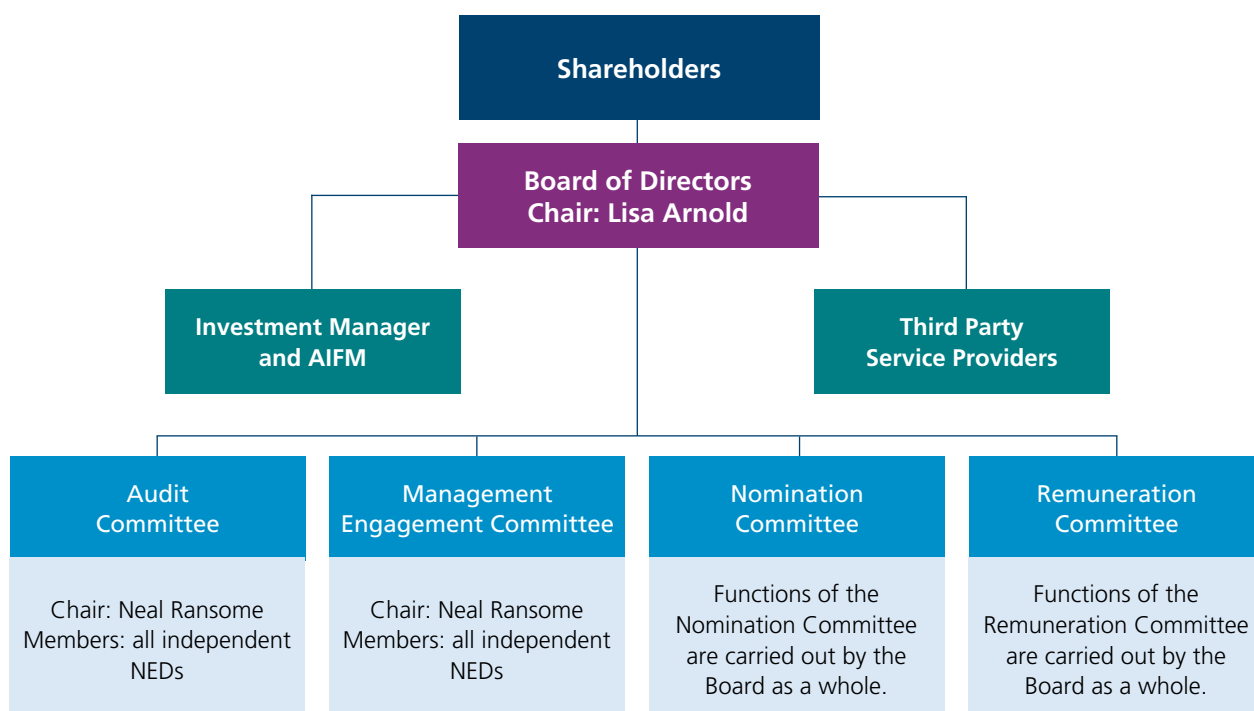 Shareholders
Board of Directors
Chair: Lisa Arnold
Investment Manager
and AIFM
Third Party
Service Providers
Audit
Committee
Chair: Neal Ransome
Members: all independent
NEDs
Management
Engagement Committee
Chair: Neal Ransome
Members: all independent
NEDs
Nomination
Committee
Functions of the
Nomination Committee
are carried out by the
Board as a whole.
Remuneration
Committee
Functions of the
Remuneration Committee
are carried out by the
Board as a whole.